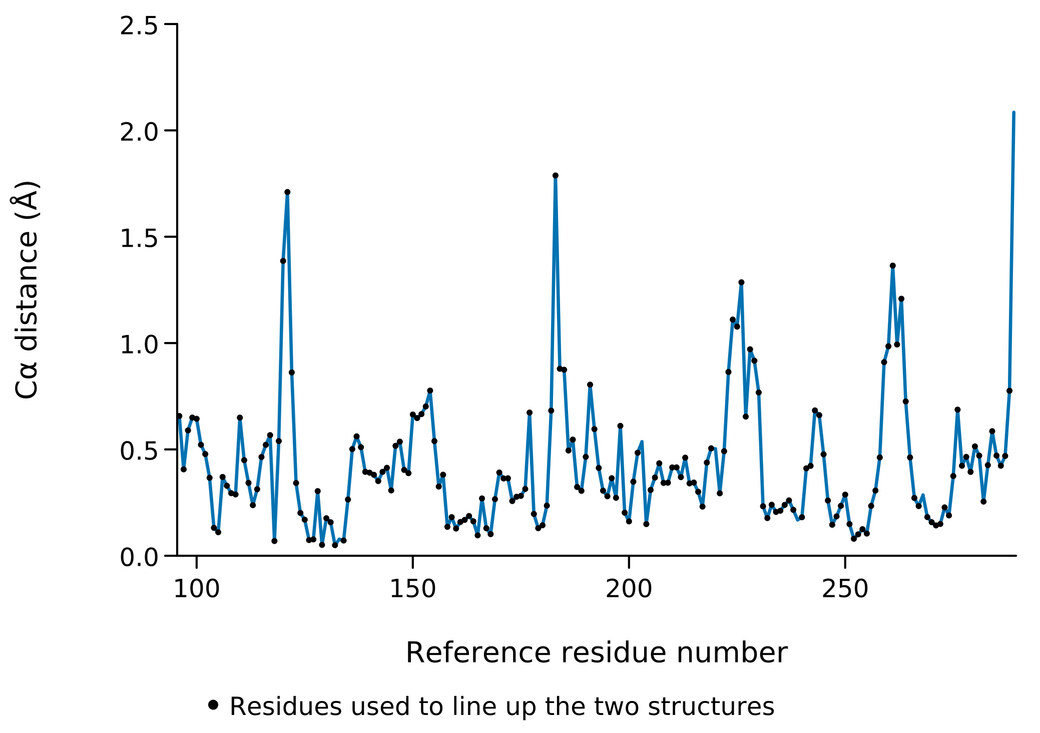 2.5
2.0
1.5
1.0
0.5
0.0
Cα distance (Å)
100 150 200 250
Reference residue number
Residues used to line up the two structures